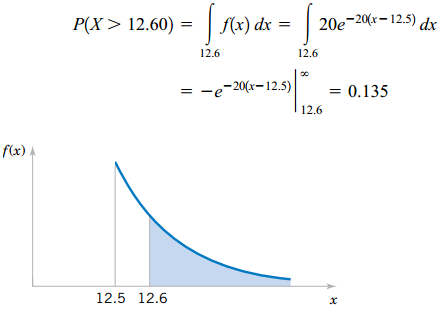 P(X > 12.60) = ∫_{12.6} f(x) dx = ∫_{12.6} 20e^{−20(x−12.5)} dx
= −e^{−20(x−12.5)} |_{12.6}^{∞} = 0.135
f(x)
12.5 12.6 x